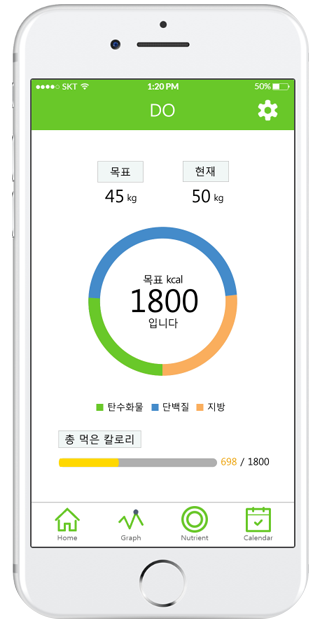 SKT 1:20 PM 50%
DO
목표 현재
45 kg 50 kg
목표 kcal
1800
입니다
탄수화물 단백질 지방
총 먹은 칼로리
698 / 1800
Home Graph Nutrient Calendar